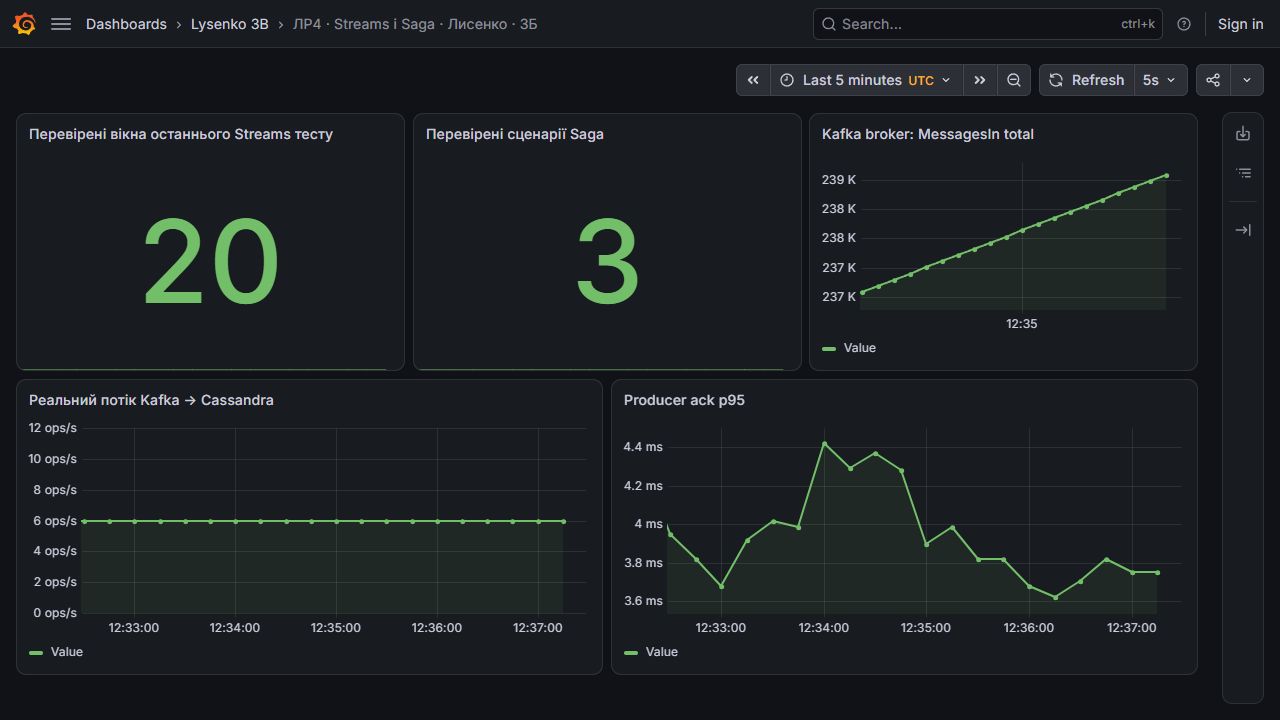 Dashboards › Lysenko 3B › ЛР4 · Streams і Saga · Лисенко · 3Б
Search... ctrl+k
Sign in
Last 5 minutes UTC
Refresh 5s
Перевірені вікна останнього Streams тесту
20
Перевірені сценарії Saga
3
Kafka broker: MessagesIn total
239 K
238 K
238 K
237 K
237 K
12:35
Value
Реальний потік Kafka → Cassandra
12 ops/s
10 ops/s
8 ops/s
6 ops/s
4 ops/s
2 ops/s
0 ops/s
12:33:00 12:34:00 12:35:00 12:36:00 12:37:00
Value
Producer ack p95
4.4 ms
4.2 ms
4 ms
3.8 ms
3.6 ms
12:33:00 12:34:00 12:35:00 12:36:00 12:37:00
Value